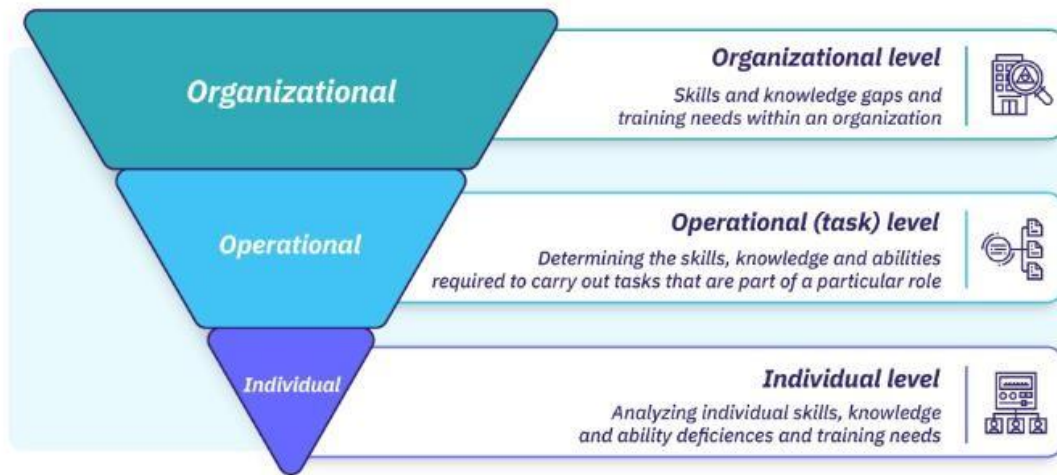 Organizational
Organizational level
Skills and knowledge gaps and
training needs within an organization
Operational
Operational (task) level
Determining the skills, knowledge and abilities
required to carry out tasks that are part of a particular role
Individual
Individual level
Analyzing individual skills, knowledge
and ability deficiences and training needs